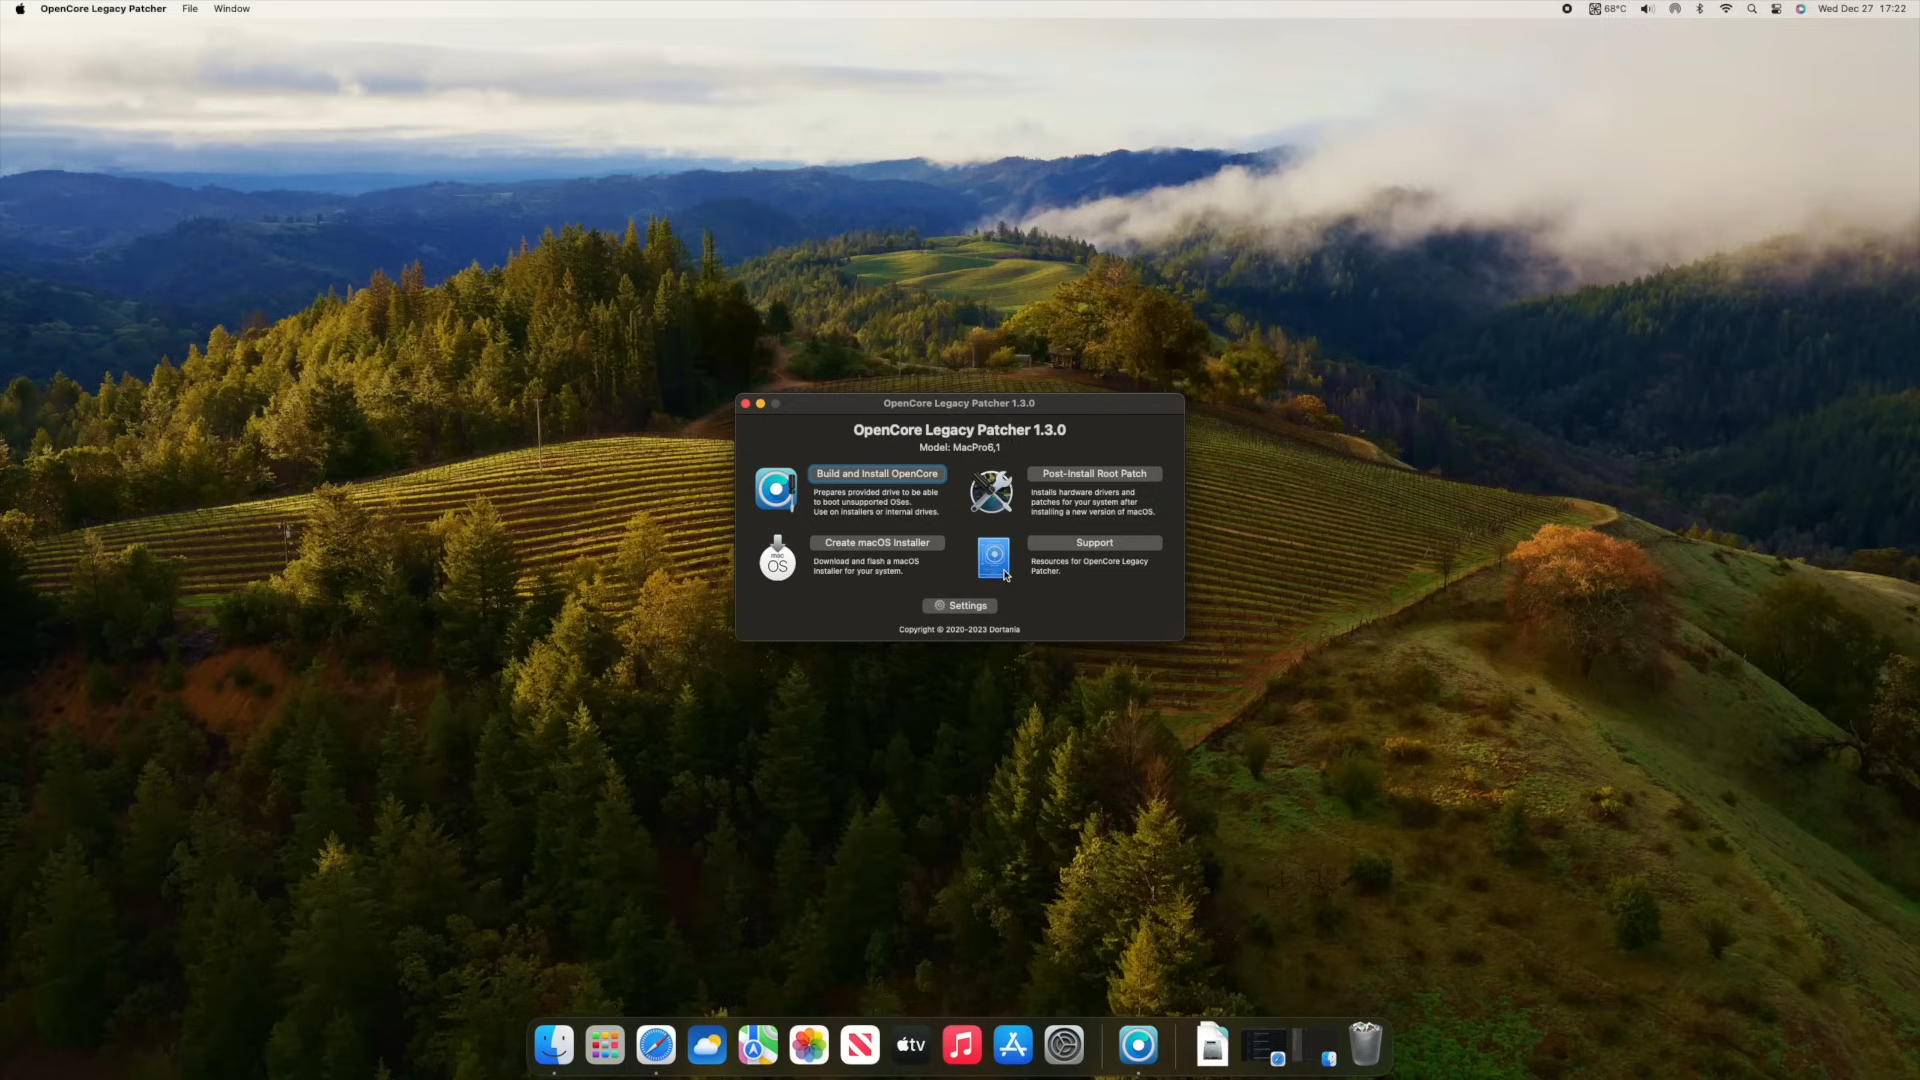 OpenCore Legacy Patcher File Window
68°C Wed Dec 27 17:22
OpenCore Legacy Patcher 1.3.0
OpenCore Legacy Patcher 1.3.0
Model: MacPro6,1
Build and Install OpenCore
Prepares provided drive to be able
to boot unsupported OSes.
Use on installers or internal drives.
Post-Install Root Patch
Installs hardware drivers and
patches for your system after
installing a new version of macOS.
mac
OS
Create macOS Installer
Download and flash a macOS
Installer for your system.
Support
Resources for OpenCore Legacy
Patcher.
Settings
Copyright © 2020-2023 Dortania
tv